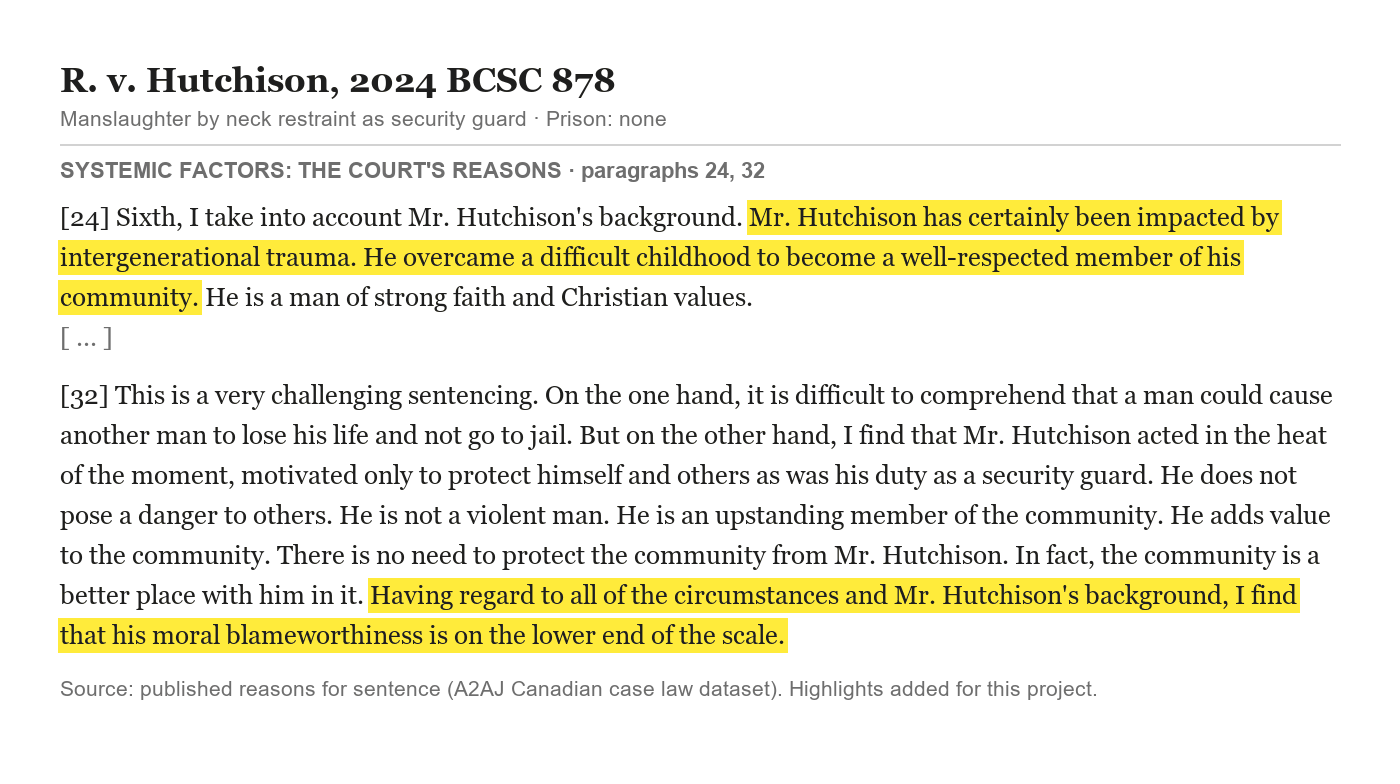 R. v. Hutchison, 2024 BCSC 878
Manslaughter by neck restraint as security guard · Prison: none
SYSTEMIC FACTORS: THE COURT'S REASONS · paragraphs 24, 32
[24] Sixth, I take into account Mr. Hutchison's background. Mr. Hutchison has certainly been impacted by
intergenerational trauma. He overcame a difficult childhood to become a well-respected member of his
community. He is a man of strong faith and Christian values.
[ ... ]
[32] This is a very challenging sentencing. On the one hand, it is difficult to comprehend that a man could cause
another man to lose his life and not go to jail. But on the other hand, I find that Mr. Hutchison acted in the heat
of the moment, motivated only to protect himself and others as was his duty as a security guard. He does not
pose a danger to others. He is not a violent man. He is an upstanding member of the community. He adds value
to the community. There is no need to protect the community from Mr. Hutchison. In fact, the community is a
better place with him in it. Having regard to all of the circumstances and Mr. Hutchison's background, I find
that his moral blameworthiness is on the lower end of the scale.
Source: published reasons for sentence (A2AJ Canadian case law dataset). Highlights added for this project.